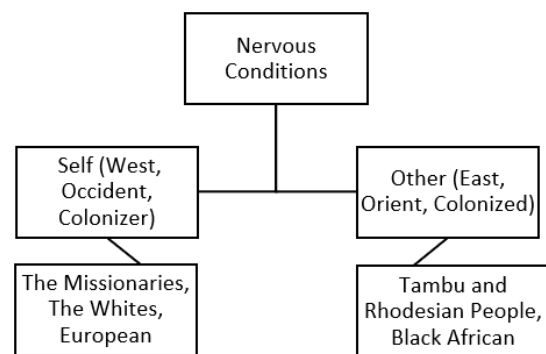 Nervous
Conditions
Self (West,
Occident,
Colonizer)
Other (East,
Orient, Colonized)
The Missionaries,
The Whites,
European
Tambu and
Rhodesian People,
Black African